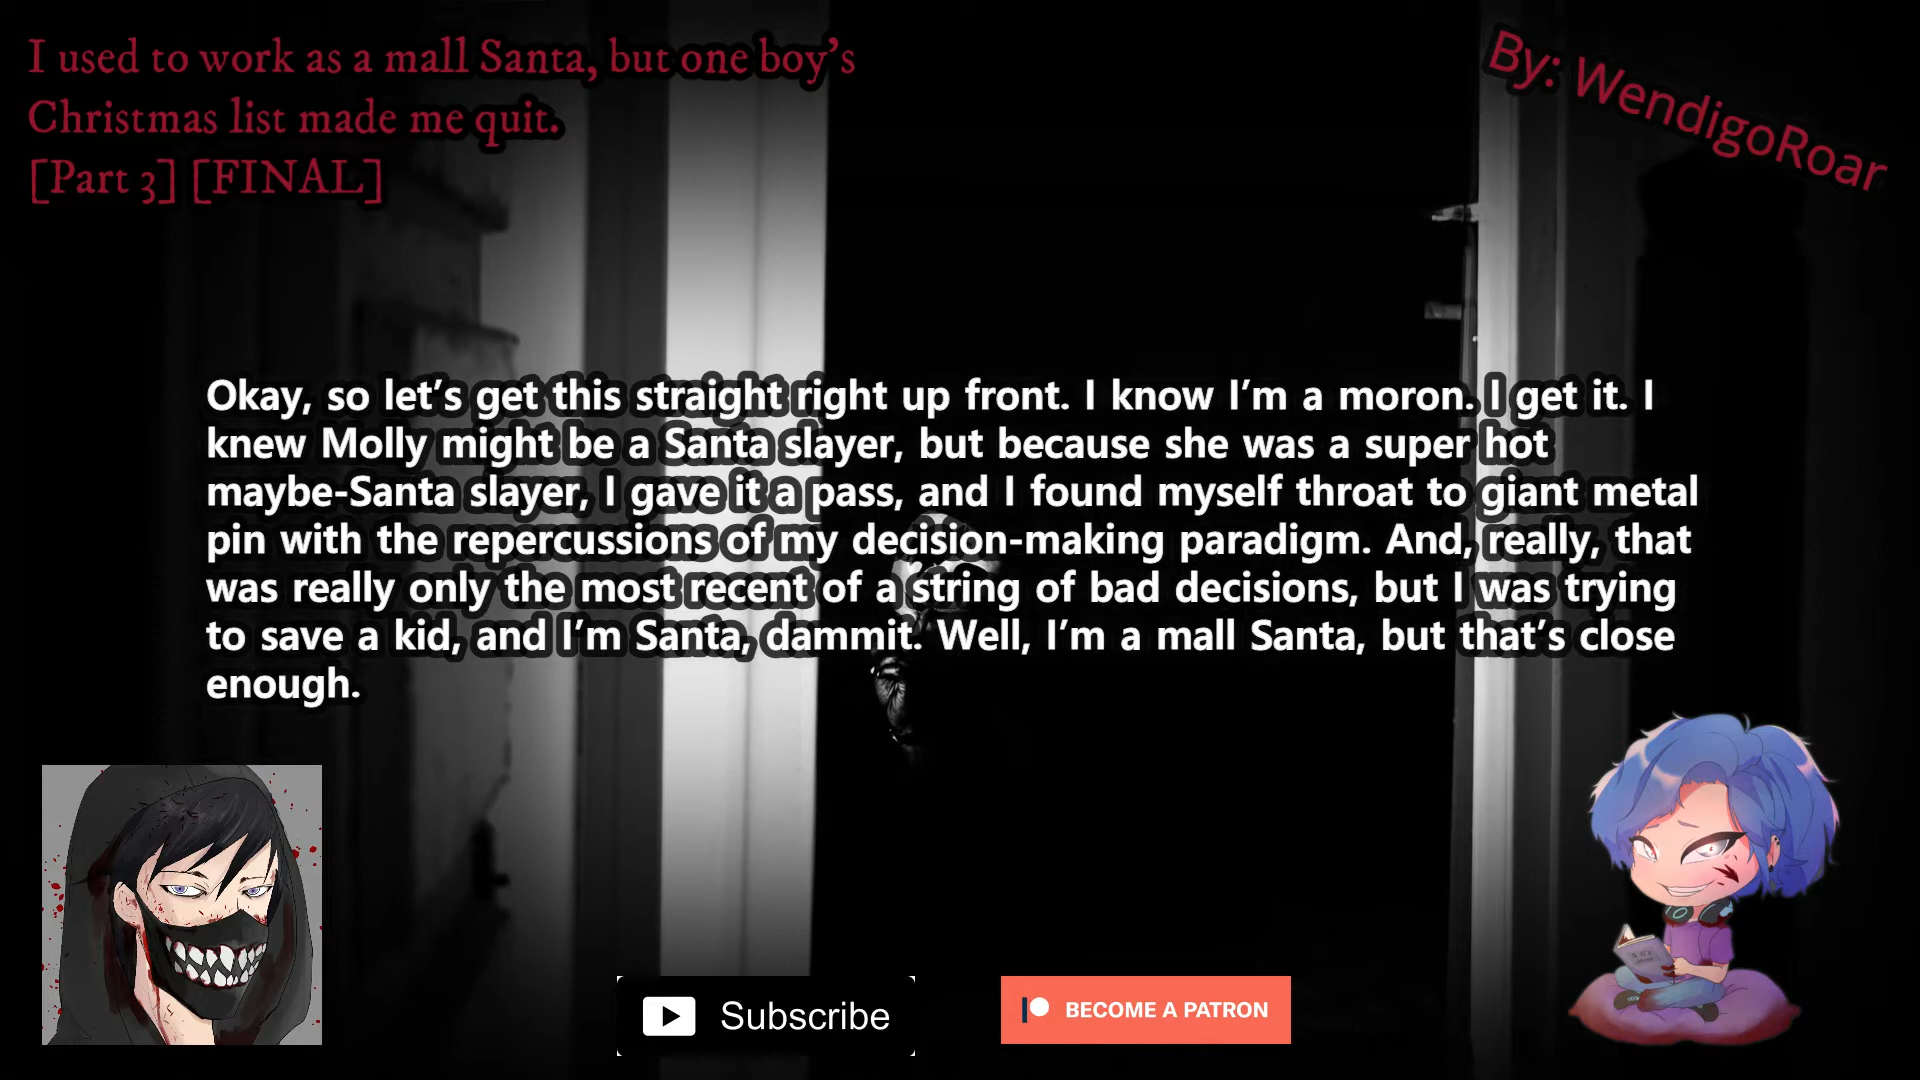 I used to work as a mall Santa, but one boy’s
Christmas list made me quit.
[Part 3] [FINAL]
By: WendigoRoar
Okay, so let’s get this straight right up front. I know I’m a moron. I get it. I
knew Molly might be a Santa slayer, but because she was a super hot
maybe-Santa slayer, I gave it a pass, and I found myself throat to giant metal
pin with the repercussions of my decision-making paradigm. And, really, that
was really only the most recent of a string of bad decisions, but I was trying
to save a kid, and I’m Santa, dammit. Well, I’m a mall Santa, but that’s close
enough.
Subscribe
BECOME A PATRON